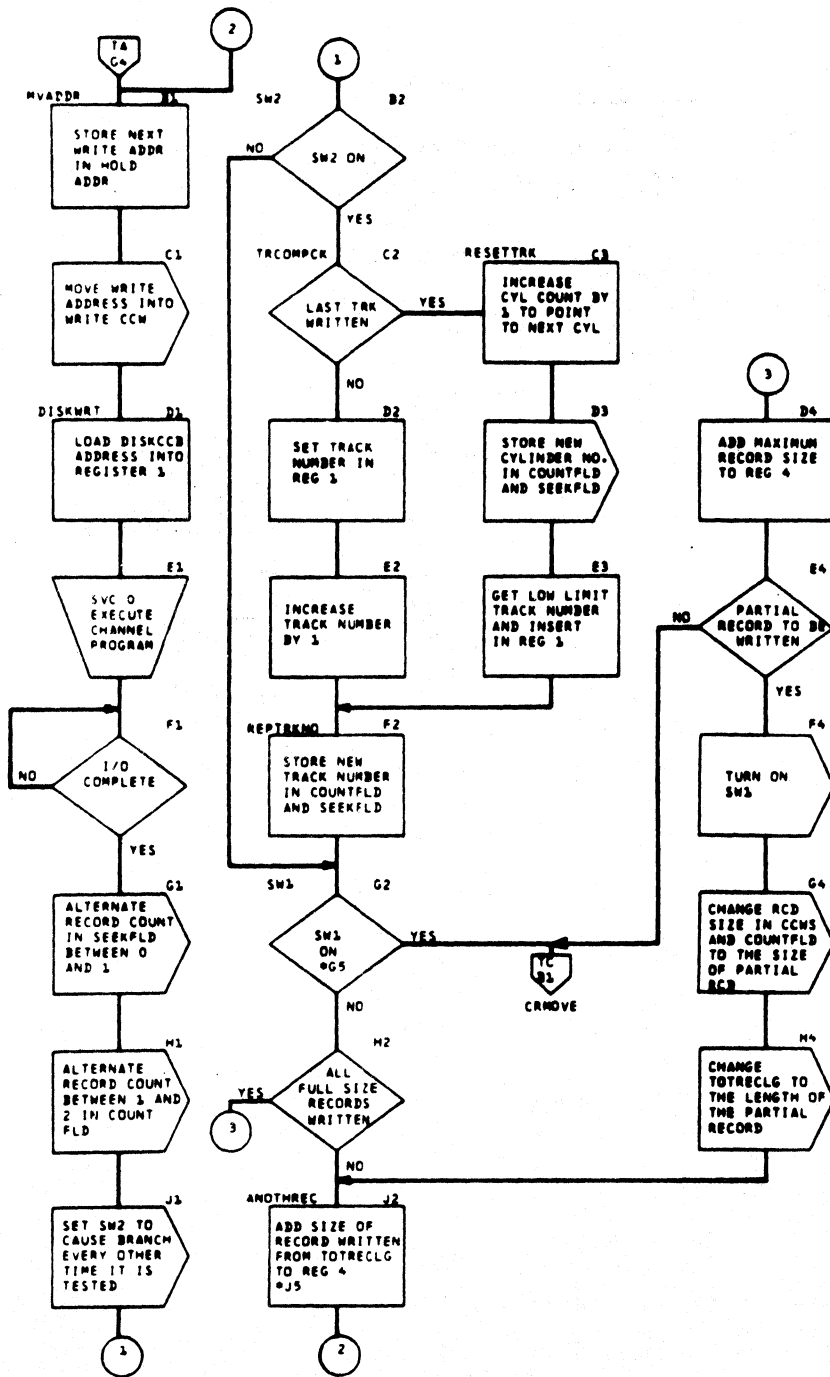 TA
G4
2
MVADDR
B1
STORE NEXT
WRITE ADDR
IN HOLD
ADDR
C1
MOVE WRITE
ADDRESS INTO
WRITE CCW
DISKWRT
D1
LOAD DISKCCB
ADDRESS INTO
REGISTER 1
E1
SVC 0
EXECUTE
CHANNEL
PROGRAM
F1
I/O
COMPLETE
NO
YES
G1
ALTERNATE
RECORD COUNT
IN SEEKFLD
BETWEEN 0
AND 1
H1
ALTERNATE
RECORD COUNT
BETWEEN 1 AND
2 IN COUNT
FLD
J1
SET SW2 TO
CAUSE BRANCH
EVERY OTHER
TIME IT IS
TESTED
1
1
SW2
B2
NO
SW2 ON
YES
TRCOMPCK
C2
LAST TRK
WRITTEN
YES
NO
D2
SET TRACK
NUMBER IN
REG 1
E2
INCREASE
TRACK NUMBER
BY 1
REPTRKNO
F2
STORE NEW
TRACK NUMBER
IN COUNTFLD
AND SEEKFLD
SW1
G2
SW1
ON
*G5
YES
NO
H2
ALL
FULL SIZE
RECORDS
WRITTEN
YES
3
NO
ANOTHREC
J2
ADD SIZE OF
RECORD WRITTEN
FROM TOTRECLG
TO REG 4
*J5
2
RESETTRK
C3
INCREASE
CYL COUNT BY
1 TO POINT
TO NEXT CYL
D3
STORE NEW
CYLINDER NO.
IN COUNTFLD
AND SEEKFLD
E3
GET LOW LIMIT
TRACK NUMBER
AND INSERT
IN REG 1
TC
B1
CRMOVE
3
D4
ADD MAXIMUM
RECORD SIZE
TO REG 4
E4
PARTIAL
RECORD TO BE
WRITTEN
NO
YES
F4
TURN ON
SW1
G4
CHANGE RCD
SIZE IN CCWS
AND COUNTFLD
TO THE SIZE
OF PARTIAL
RCD
H4
CHANGE
TOTRECLG TO
THE LENGTH OF
THE PARTIAL
RECORD